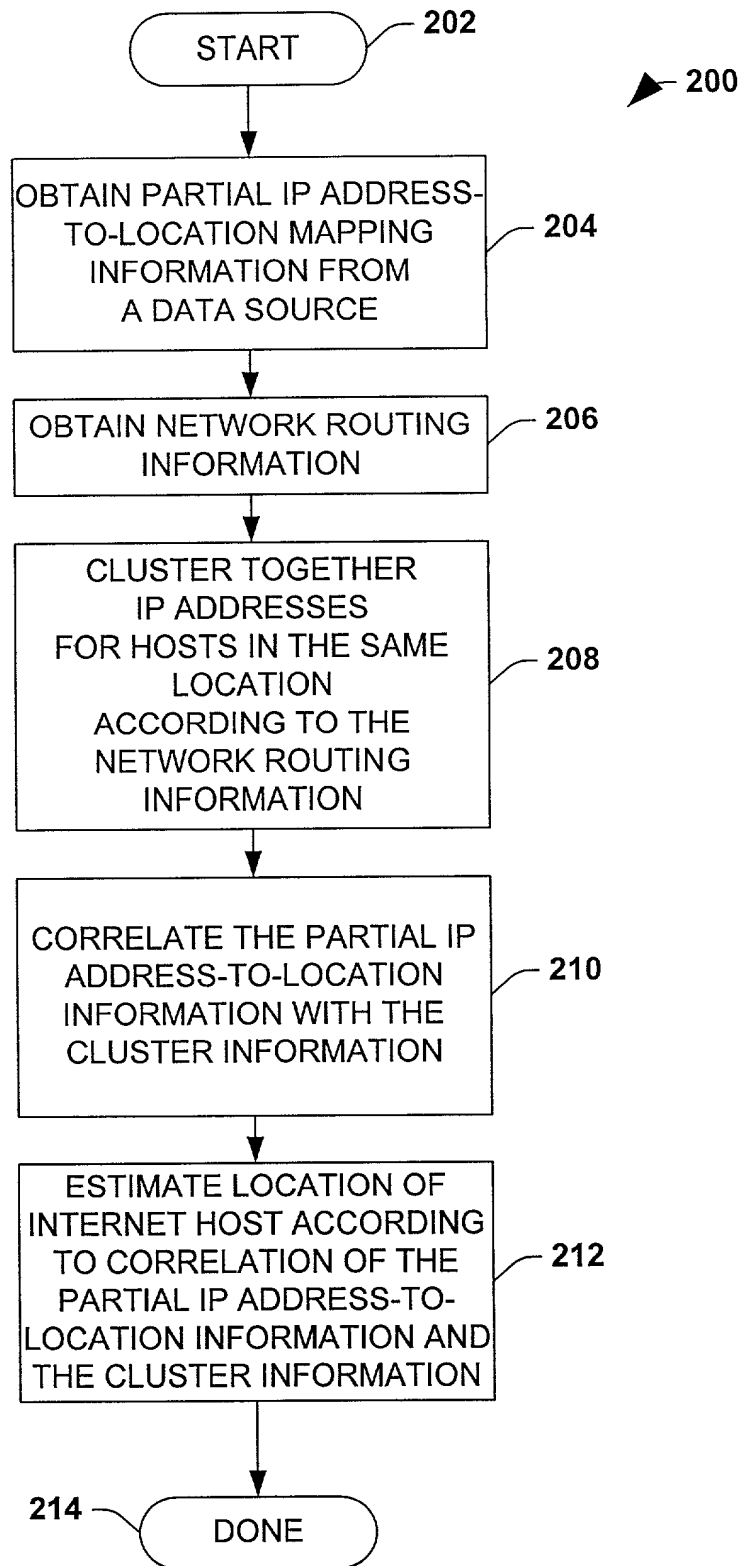 START
202
200
OBTAIN PARTIAL IP ADDRESS-
TO-LOCATION MAPPING
INFORMATION FROM
A DATA SOURCE
204
OBTAIN NETWORK ROUTING
INFORMATION
206
CLUSTER TOGETHER
IP ADDRESSES
FOR HOSTS IN THE SAME
LOCATION
ACCORDING TO THE
NETWORK ROUTING
INFORMATION
208
CORRELATE THE PARTIAL IP
ADDRESS-TO-LOCATION
INFORMATION WITH THE
CLUSTER INFORMATION
210
ESTIMATE LOCATION OF
INTERNET HOST ACCORDING
TO CORRELATION OF THE
PARTIAL IP ADDRESS-TO-
LOCATION INFORMATION AND
THE CLUSTER INFORMATION
212
214
DONE